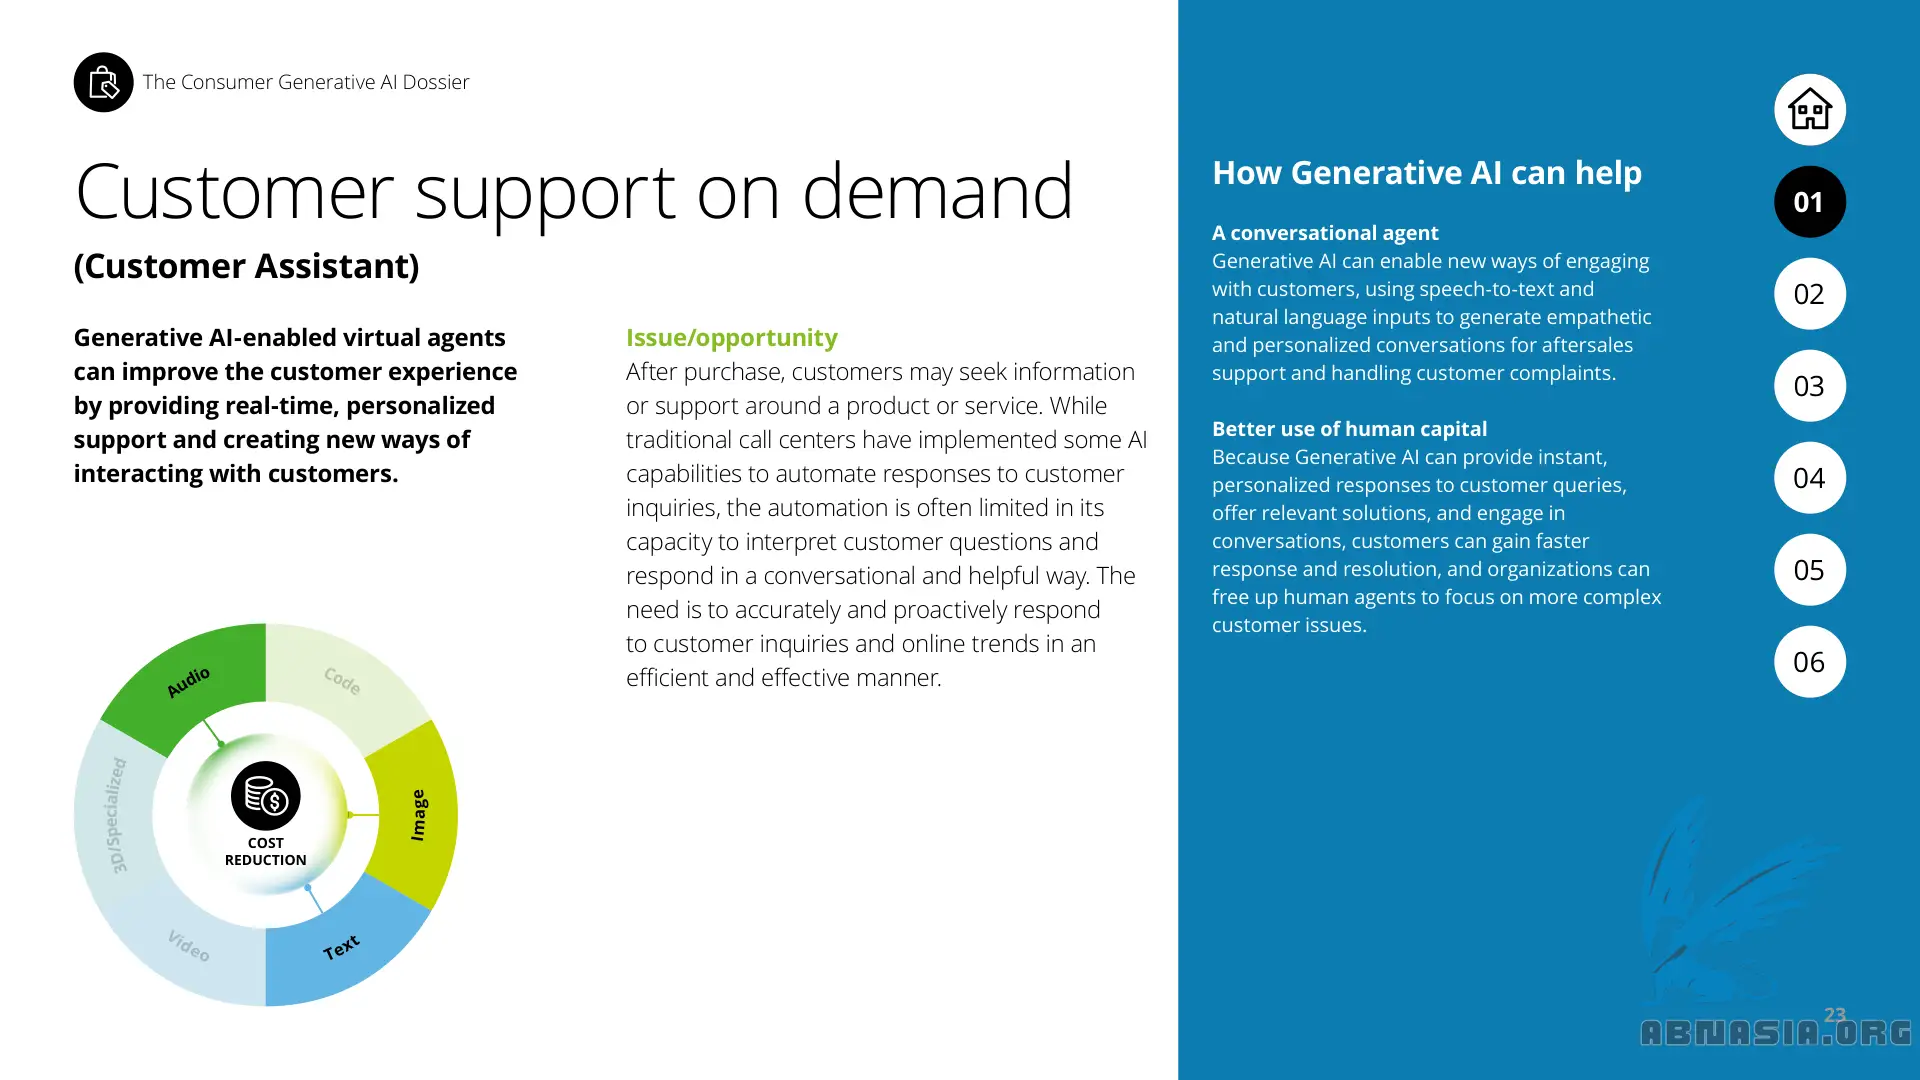 The Consumer Generative AI Dossier
Customer support on demand
(Customer Assistant)
Generative AI-enabled virtual agents
can improve the customer experience
by providing real-time, personalized
support and creating new ways of
interacting with customers.
Issue/opportunity
After purchase, customers may seek information
or support around a product or service. While
traditional call centers have implemented some AI
capabilities to automate responses to customer
inquiries, the automation is often limited in its
capacity to interpret customer questions and
respond in a conversational and helpful way. The
need is to accurately and proactively respond
to customer inquiries and online trends in an
efficient and effective manner.
Audio
Code
Image
Text
Video
3D/Specialized
COST
REDUCTION
How Generative AI can help
A conversational agent
Generative AI can enable new ways of engaging
with customers, using speech-to-text and
natural language inputs to generate empathetic
and personalized conversations for aftersales
support and handling customer complaints.
Better use of human capital
Because Generative AI can provide instant,
personalized responses to customer queries,
offer relevant solutions, and engage in
conversations, customers can gain faster
response and resolution, and organizations can
free up human agents to focus on more complex
customer issues.
01
02
03
04
05
06
23
ABNASIA.ORG